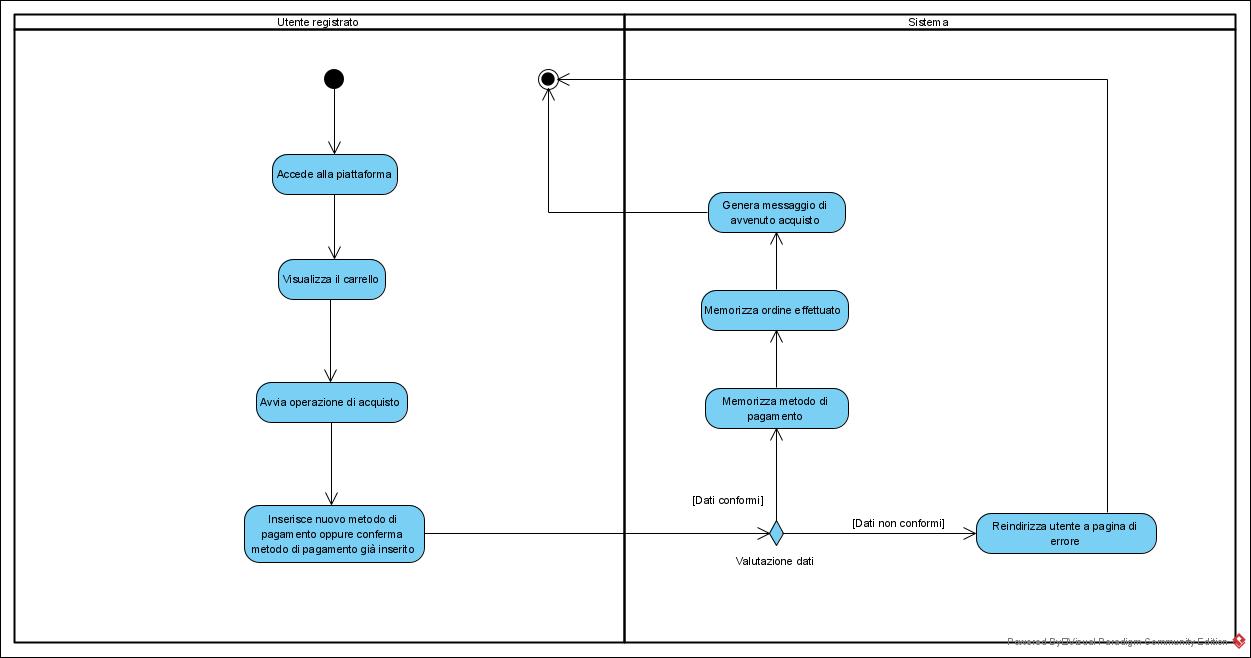 Utente registrato
Sistema
Accede alla piattaforma
Visualizza il carrello
Avvia operazione di acquisto
Inserisce nuovo metodo di
pagamento oppure conferma
metodo di pagamento già inserito
Genera messaggio di
avvenuto acquisto
Memorizza ordine effettuato
Memorizza metodo di
pagamento
[Dati conformi]
Valutazione dati
[Dati non conformi]
Reindirizza utente a pagina di
errore
Powered By Visual Paradigm Community Edition